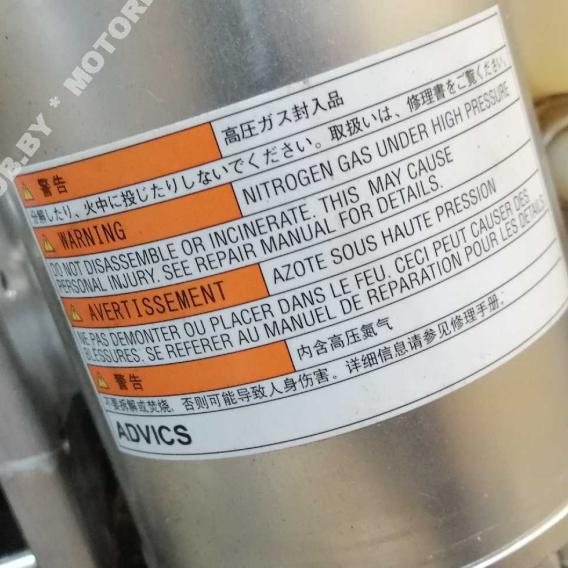 警告 高圧ガス封入品
分解したり、火中に投じたりしないでください。取扱いは、修理書をご覧ください。
WARNING NITROGEN GAS UNDER HIGH PRESSURE
DO NOT DISASSEMBLE OR INCINERATE. THIS MAY CAUSE
PERSONAL INJURY. SEE REPAIR MANUAL FOR DETAILS.
AVERTISSEMENT AZOTE SOUS HAUTE PRESSION
NE PAS DEMONTER OU PLACER DANS LE FEU. CECI PEUT CAUSER DES
BLESSURES. SE REFERER AU MANUEL DE REPARATION POUR LES DETAILS.
警告 内含高压氮气
不要拆解或焚烧，否则可能导致人身伤害。详细信息请参见修理手册。
ADVICS